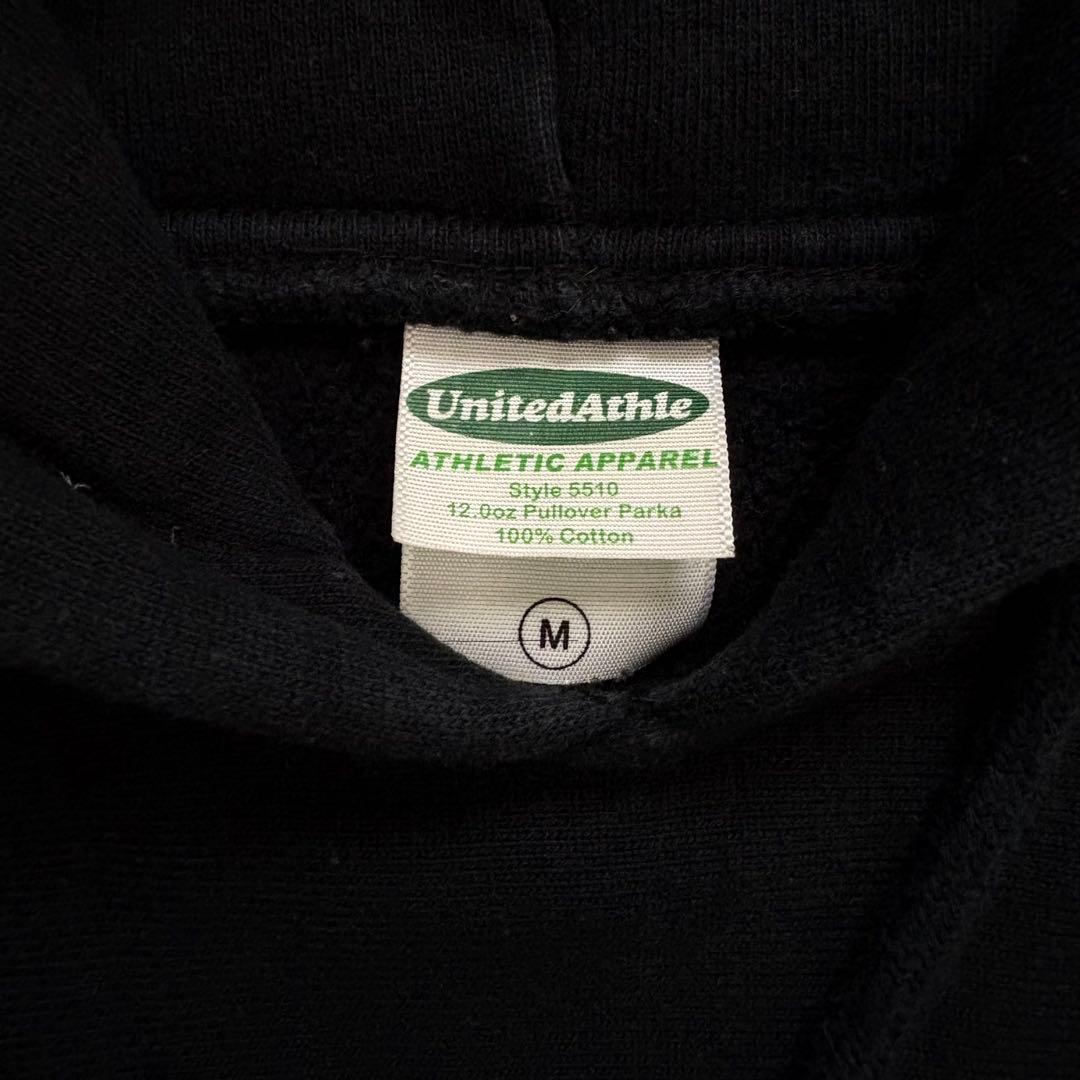 UnitedAthle
ATHLETIC APPAREL
Style 5510
12.0oz Pullover Parka
100% Cotton
M